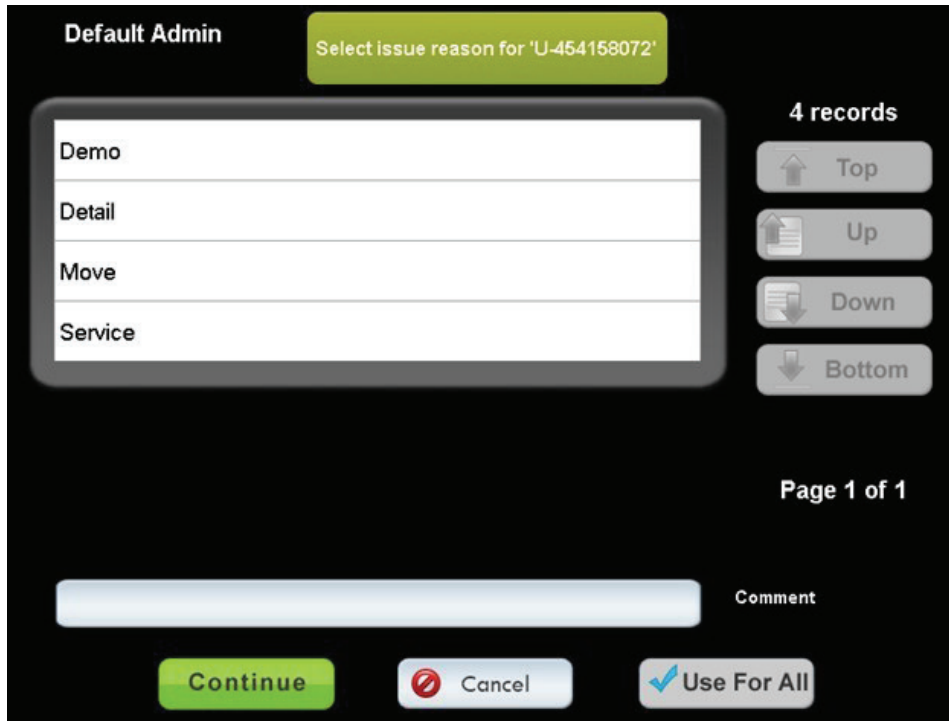 Default Admin
Select issue reason for 'U-454158072'
4 records
Demo
Detail
Move
Service
Top
Up
Down
Bottom
Page 1 of 1
Comment
Continue
Cancel
Use For All